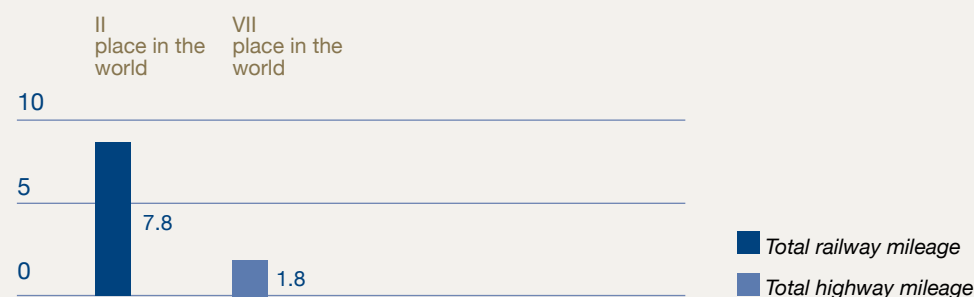 II
place in the
world
VII
place in the
world
10
5
7.8
0
1.8
Total railway mileage
Total highway mileage